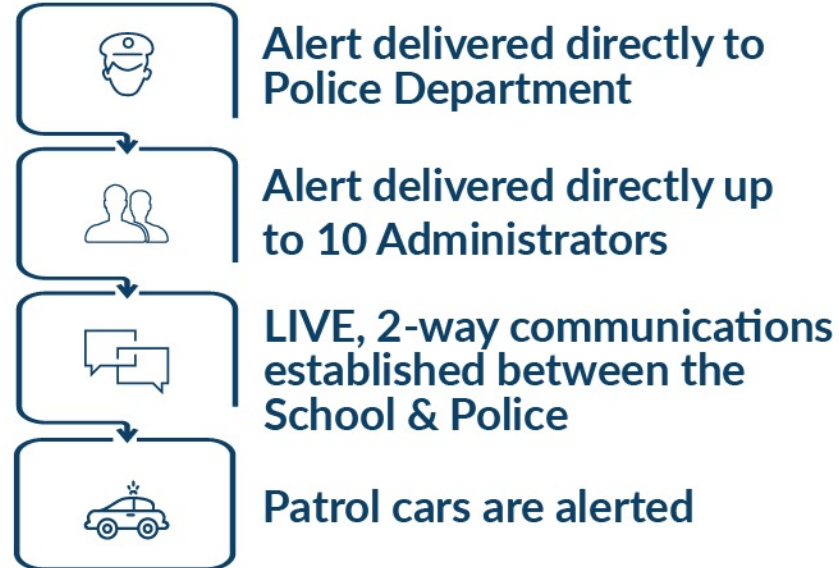 Alert delivered directly to
Police Department
Alert delivered directly up
to 10 Administrators
LIVE, 2-way communications
established between the
School & Police
Patrol cars are alerted